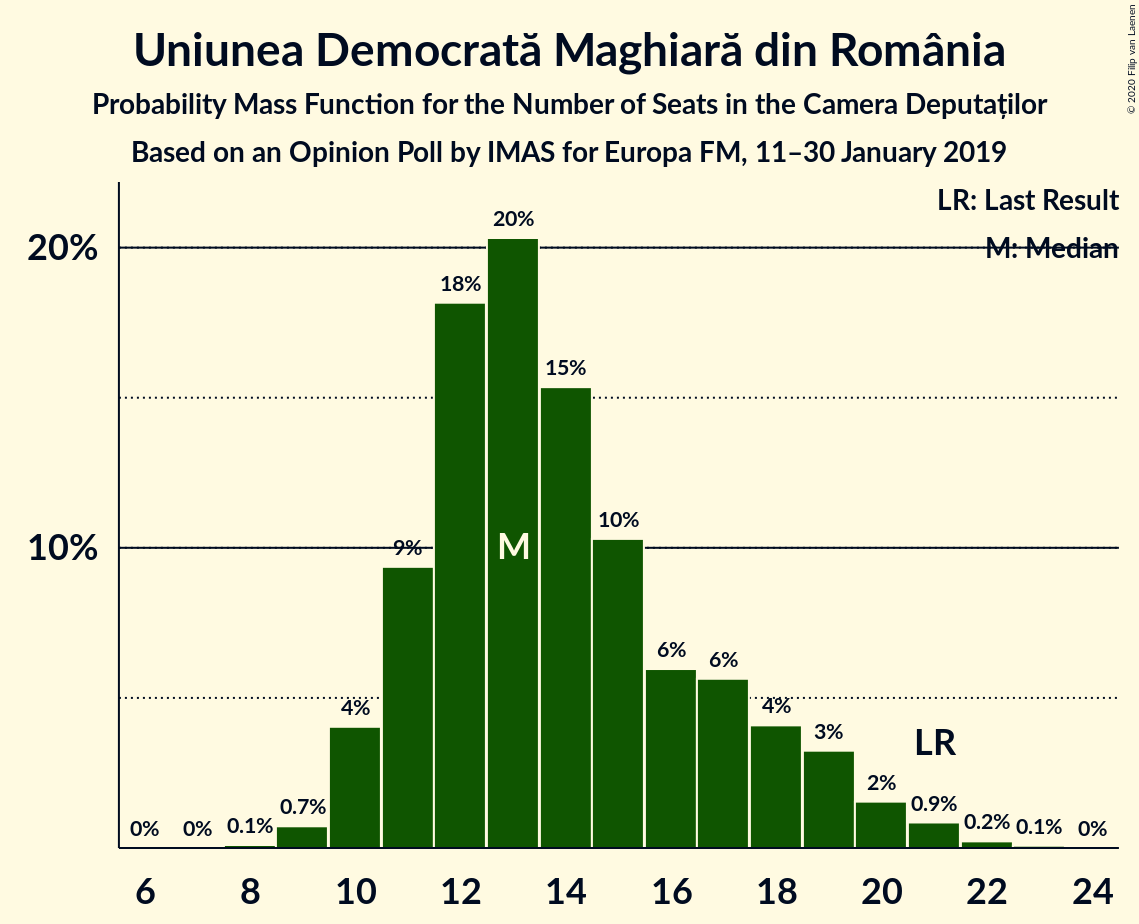 Uniunea Democrată Maghiară din România
Probability Mass Function for the Number of Seats in the Camera Deputaților
Based on an Opinion Poll by IMAS for Europa FM, 11–30 January 2019
© 2020 Filip van Laenen
LR: Last Result
M: Median
20%
10%
0%
0%
0.1%
0.7%
4%
9%
18%
20%
15%
10%
6%
6%
4%
3%
2%
0.9%
0.2%
0.1%
0%
M
LR
6 8 10 12 14 16 18 20 22 24